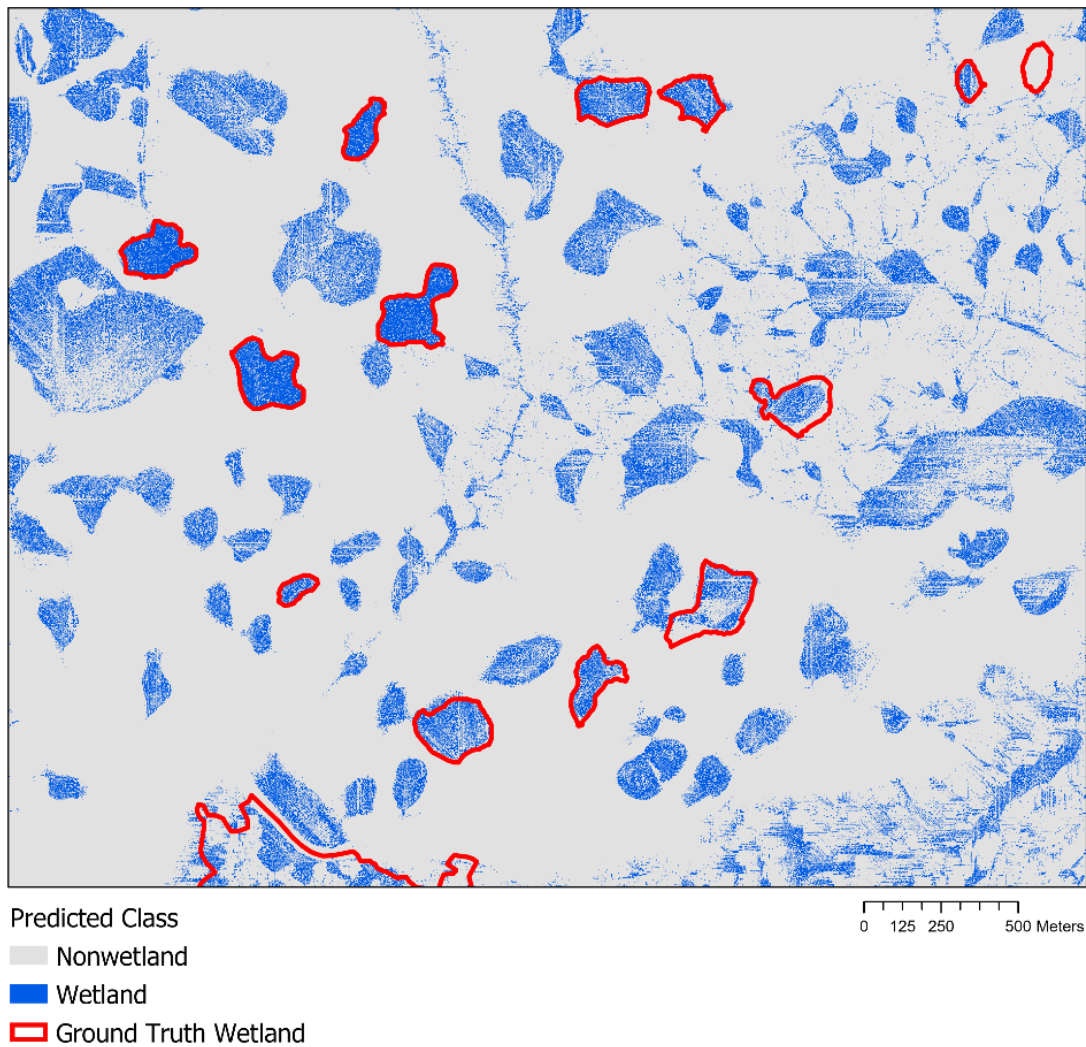 Predicted Class
Nonwetland
Wetland
Ground Truth Wetland
0 125 250 500 Meters